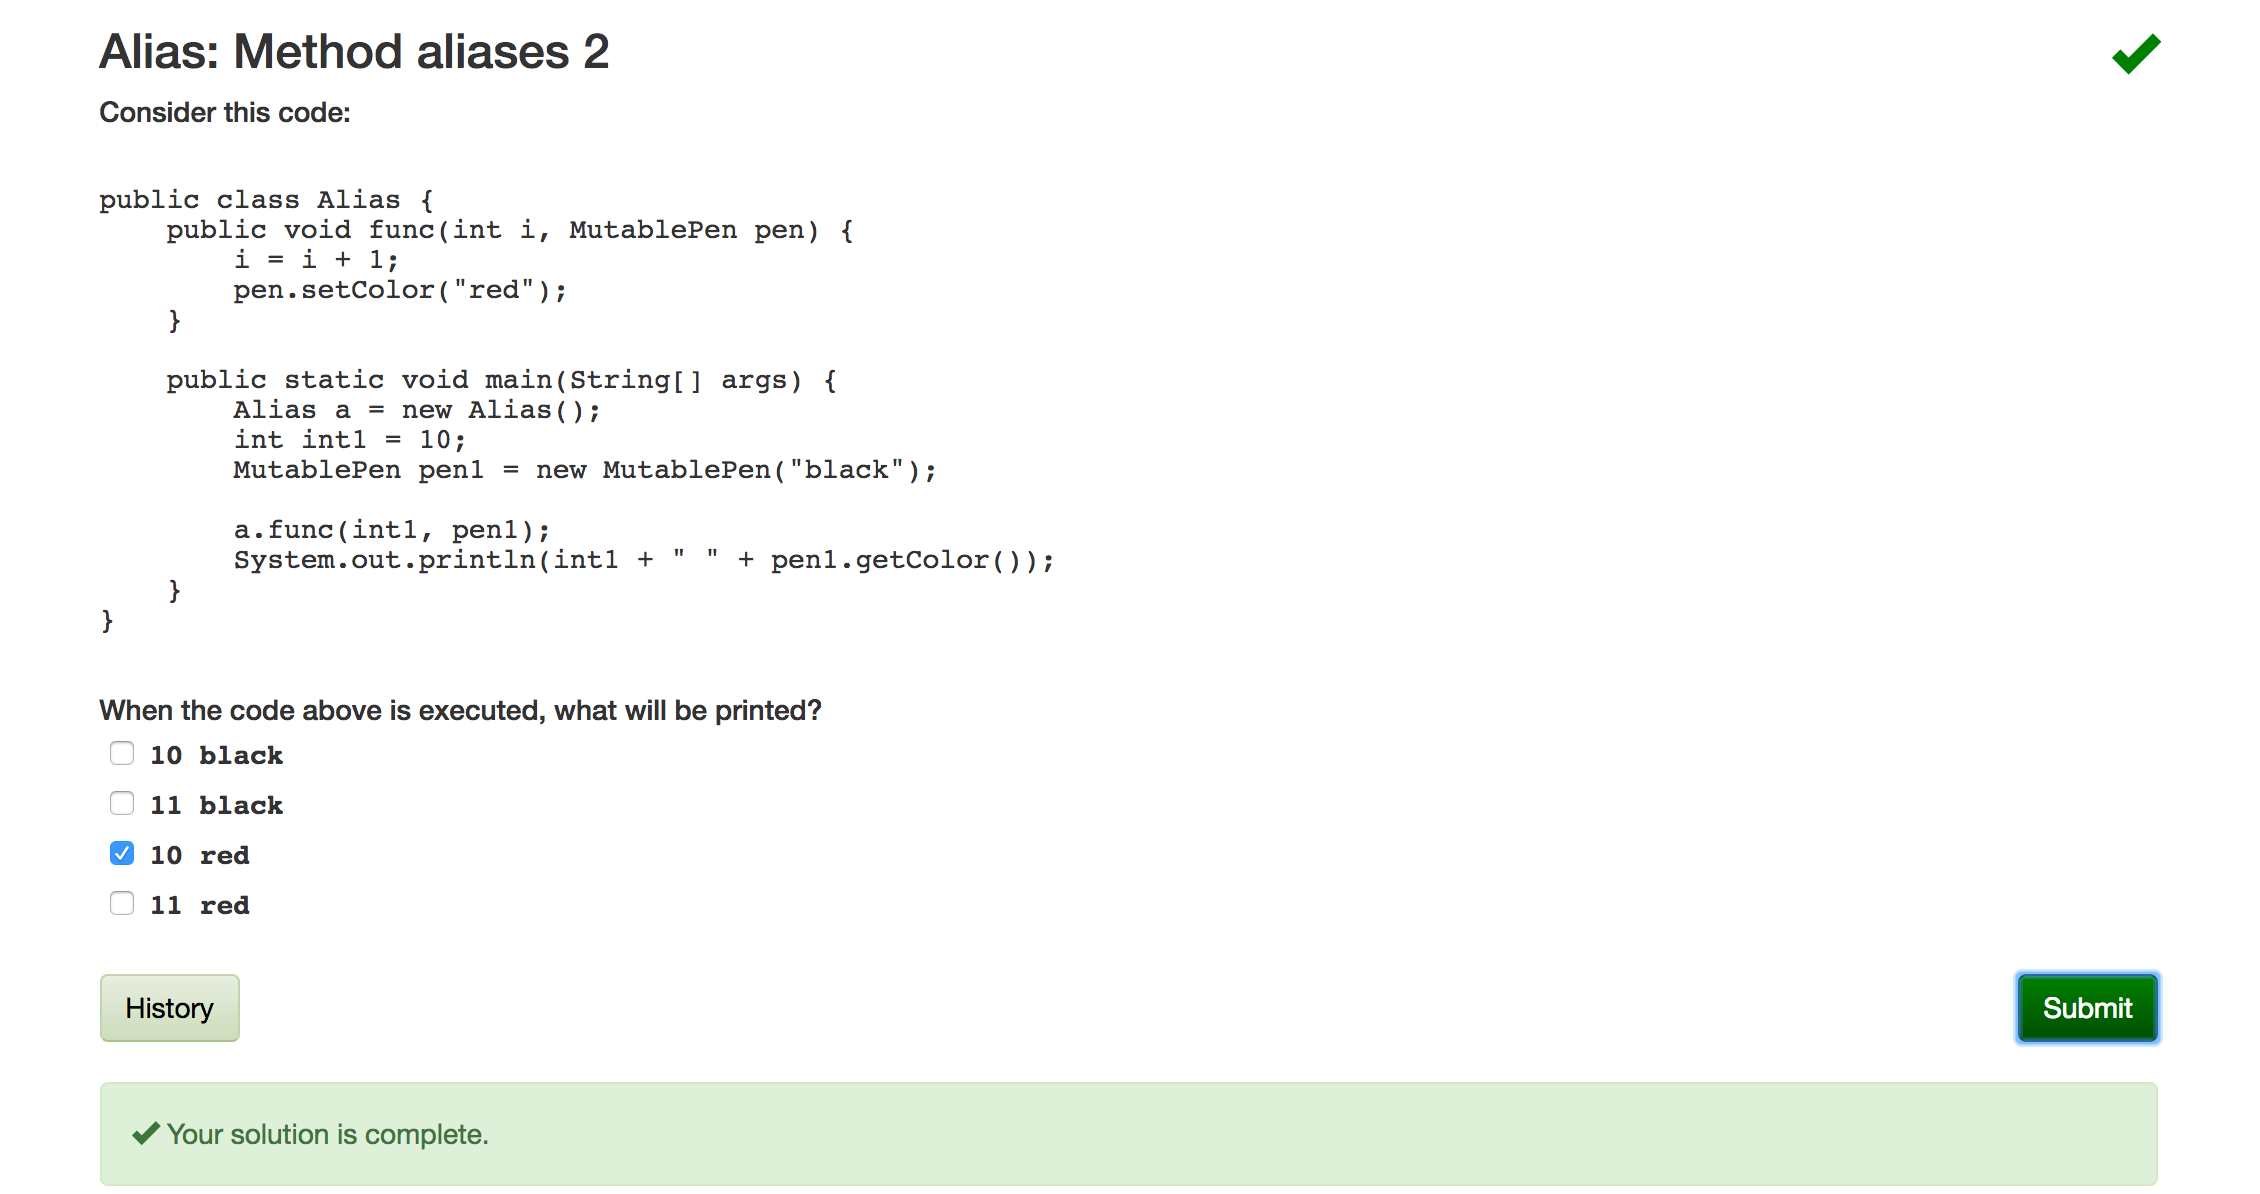 Alias: Method aliases 2
Consider this code:
public class Alias {
    public void func(int i, MutablePen pen) {
        i = i + 1;
        pen.setColor("red");
    }
    public static void main(String[] args) {
        Alias a = new Alias();
        int int1 = 10;
        MutablePen pen1 = new MutablePen("black");
        a.func(int1, pen1);
        System.out.println(int1 + " " + pen1.getColor());
    }
}
When the code above is executed, what will be printed?
10 black
11 black
10 red
11 red
History
Submit
Your solution is complete.